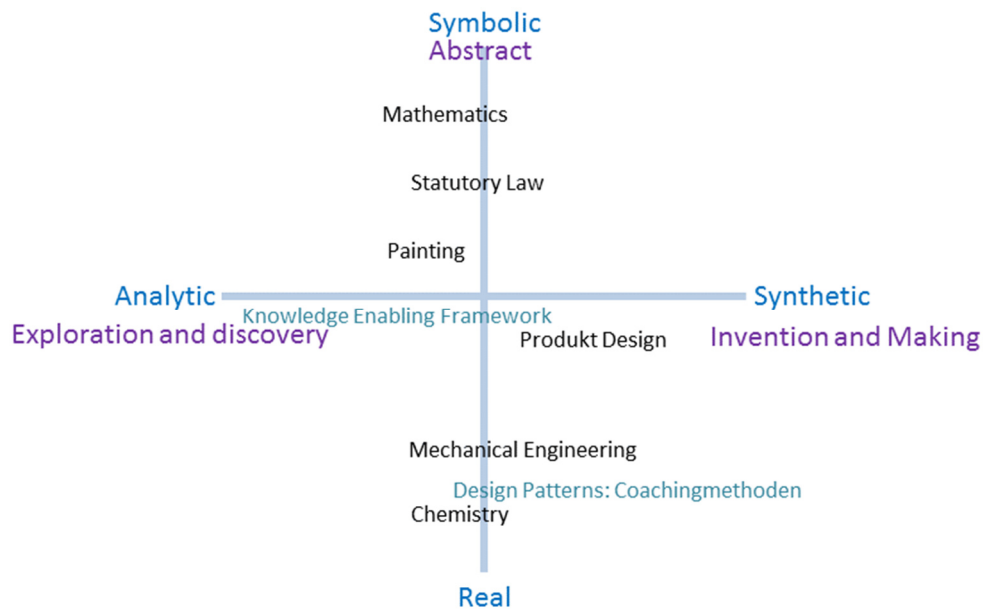 Symbolic
Abstract
Mathematics
Statutory Law
Painting
Analytic
Synthetic
Knowledge Enabling Framework
Exploration and discovery
Produkt Design
Invention and Making
Mechanical Engineering
Design Patterns: Coachingmethoden
Chemistry
Real